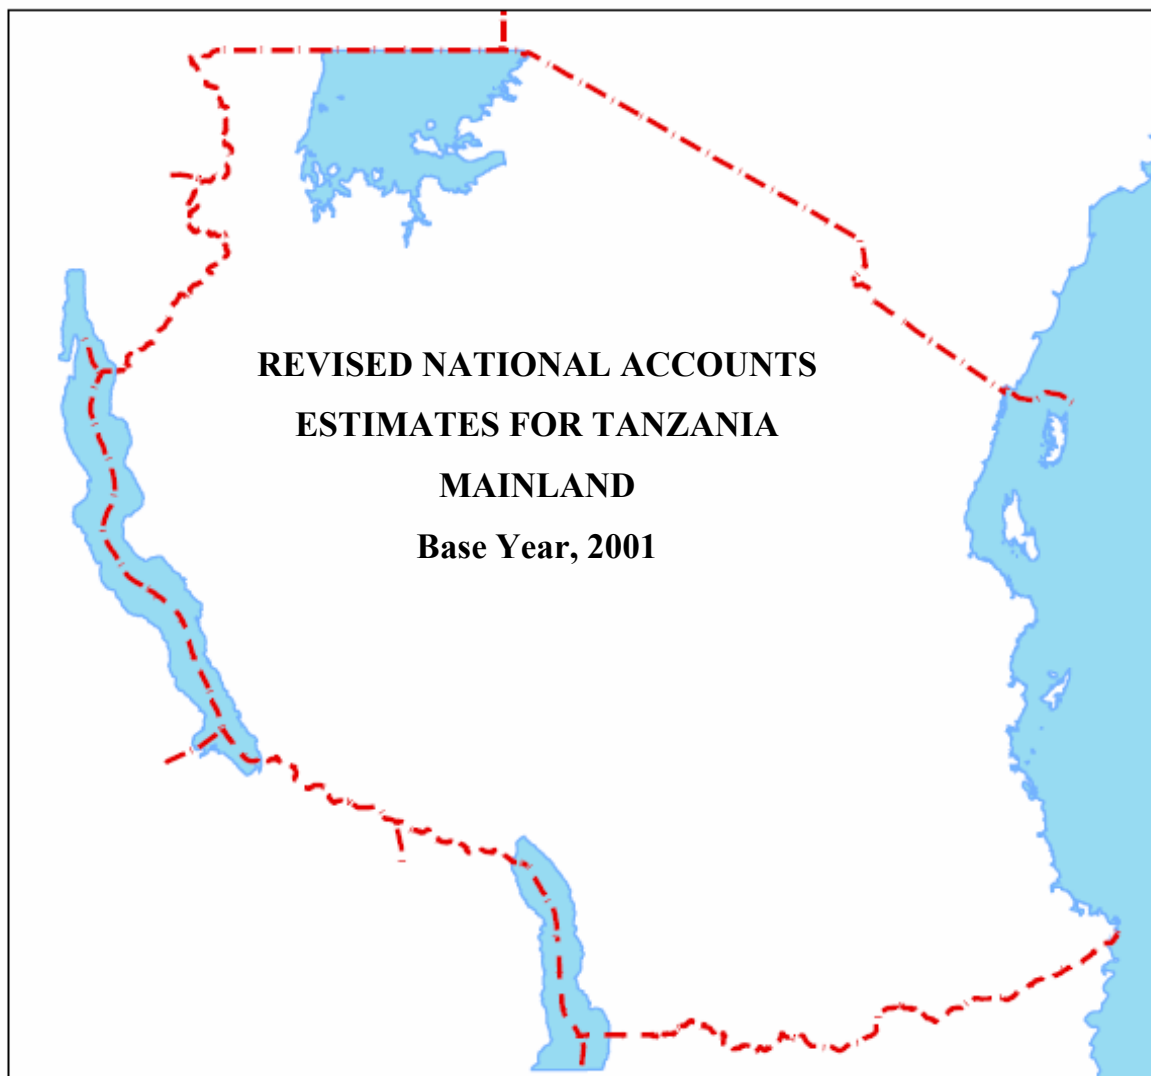 REVISED NATIONAL ACCOUNTS
ESTIMATES FOR TANZANIA
MAINLAND
Base Year, 2001